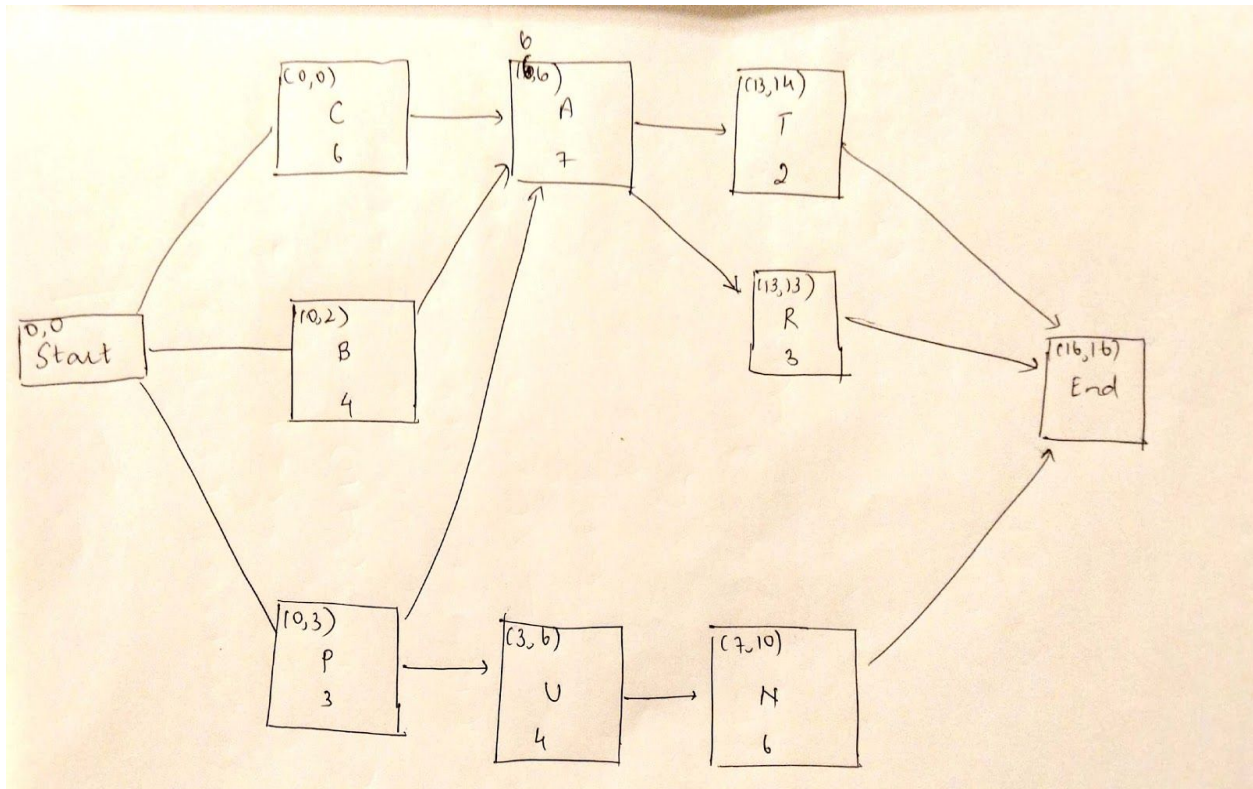 (0,0)
C
6
6
(6,6)
A
7
(13,14)
T
2
0,0
Start
(0,2)
B
4
(13,13)
R
3
(16,16)
End
(0,3)
P
3
(3,6)
U
4
(7,10)
N
6